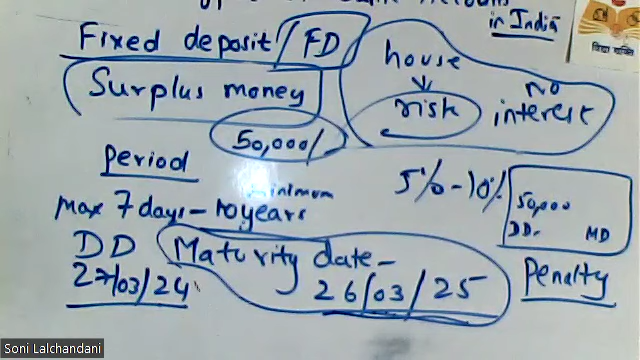 in India
Fixed deposit / FD
house
risk
no
interest
Surplus money
50,000/-
विद्या शक्ति
Period
minimum
max 7 days - 10 years
5% - 10%
50,000
DD. MD
DD
27/03/24
Maturity date -
26/03/25
Penalty
Soni Lalchandani